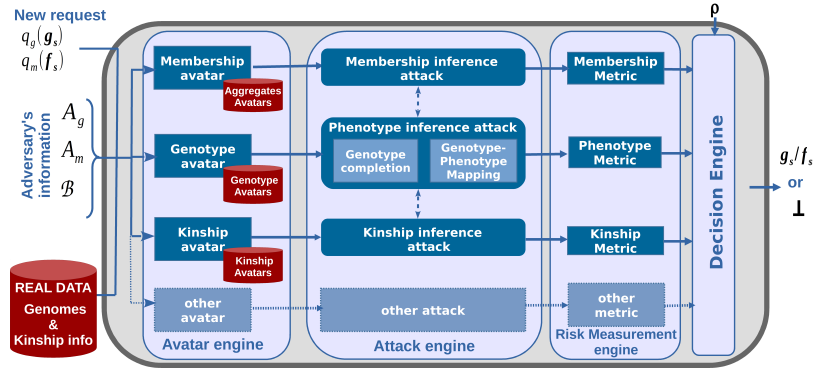 New request
q_g(g_s)
q_m(f_s)
Adversary's
information
A_g
A_m
ℬ
REAL DATA
Genomes
&
Kinship info
Membership
avatar
Aggregates
Avatars
Genotype
avatar
Genotype
Avatars
Kinship
avatar
Kinship
Avatars
other
avatar
Avatar engine
Membership inference
attack
Phenotype inference attack
Genotype
completion
Genotype-
Phenotype
Mapping
Kinship inference
attack
other attack
Attack engine
Membership
Metric
Phenotype
Metric
Kinship
Metric
other
metric
Risk Measurement
engine
ρ
Decision Engine
g_s/f_s
or
⊥